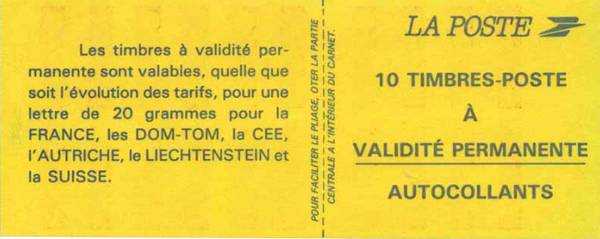 Les timbres à validité per-
manente sont valables, quelle que
soit l'évolution des tarifs, pour une
lettre de 20 grammes pour la
FRANCE, les DOM-TOM, la CEE,
l'AUTRICHE, le LIECHTENSTEIN et
la SUISSE.
POUR FACILITER LE PLIAGE, OTER LA PARTIE
CENTRALE A L'INTÉRIEUR DU CARNET.
LA POSTE
10 TIMBRES-POSTE
À
VALIDITÉ PERMANENTE
AUTOCOLLANTS